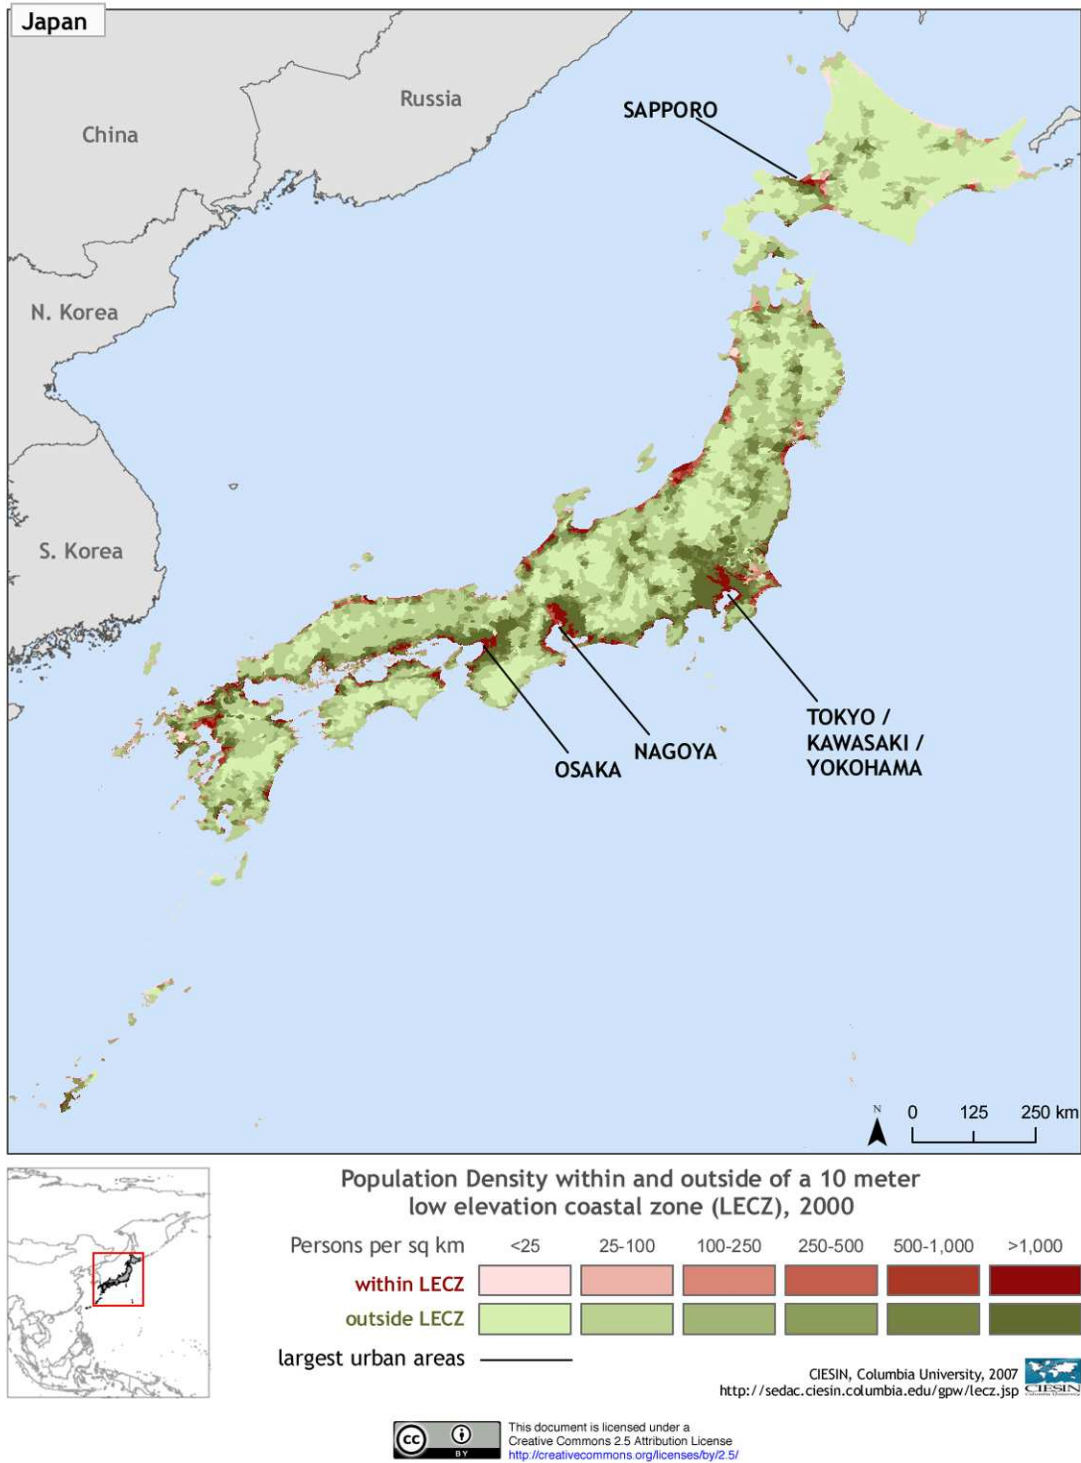 Japan
Russia
China
SAPPORO
N. Korea
S. Korea
TOKYO /
KAWASAKI /
YOKOHAMA
NAGOYA
OSAKA
N
0 125 250 km
Population Density within and outside of a 10 meter
low elevation coastal zone (LECZ), 2000
Persons per sq km <25 25-100 100-250 250-500 500-1,000 >1,000
within LECZ
outside LECZ
largest urban areas
CIESIN, Columbia University, 2007
http://sedac.ciesin.columbia.edu/gpw/lecz.jsp
CIESIN
Columbia University
cc
BY
This document is licensed under a
Creative Commons 2.5 Attribution License
http://creativecommons.org/licenses/by/2.5/